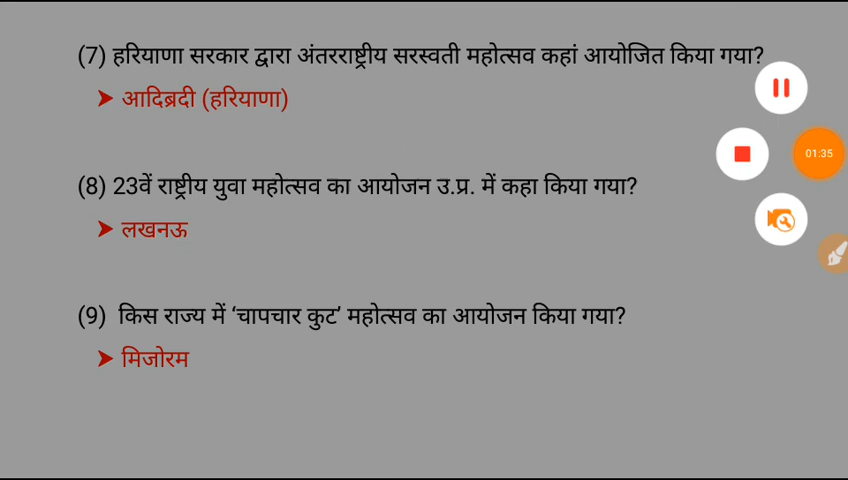 (7) हरियाणा सरकार द्वारा अंतरराष्ट्रीय सरस्वती महोत्सव कहां आयोजित किया गया?
➤ आदिब्रदी (हरियाणा)
(8) 23वें राष्ट्रीय युवा महोत्सव का आयोजन उ.प्र. में कहा किया गया?
➤ लखनऊ
(9) किस राज्य में ‘चापचार कुट’ महोत्सव का आयोजन किया गया?
➤ मिजोरम
01:35